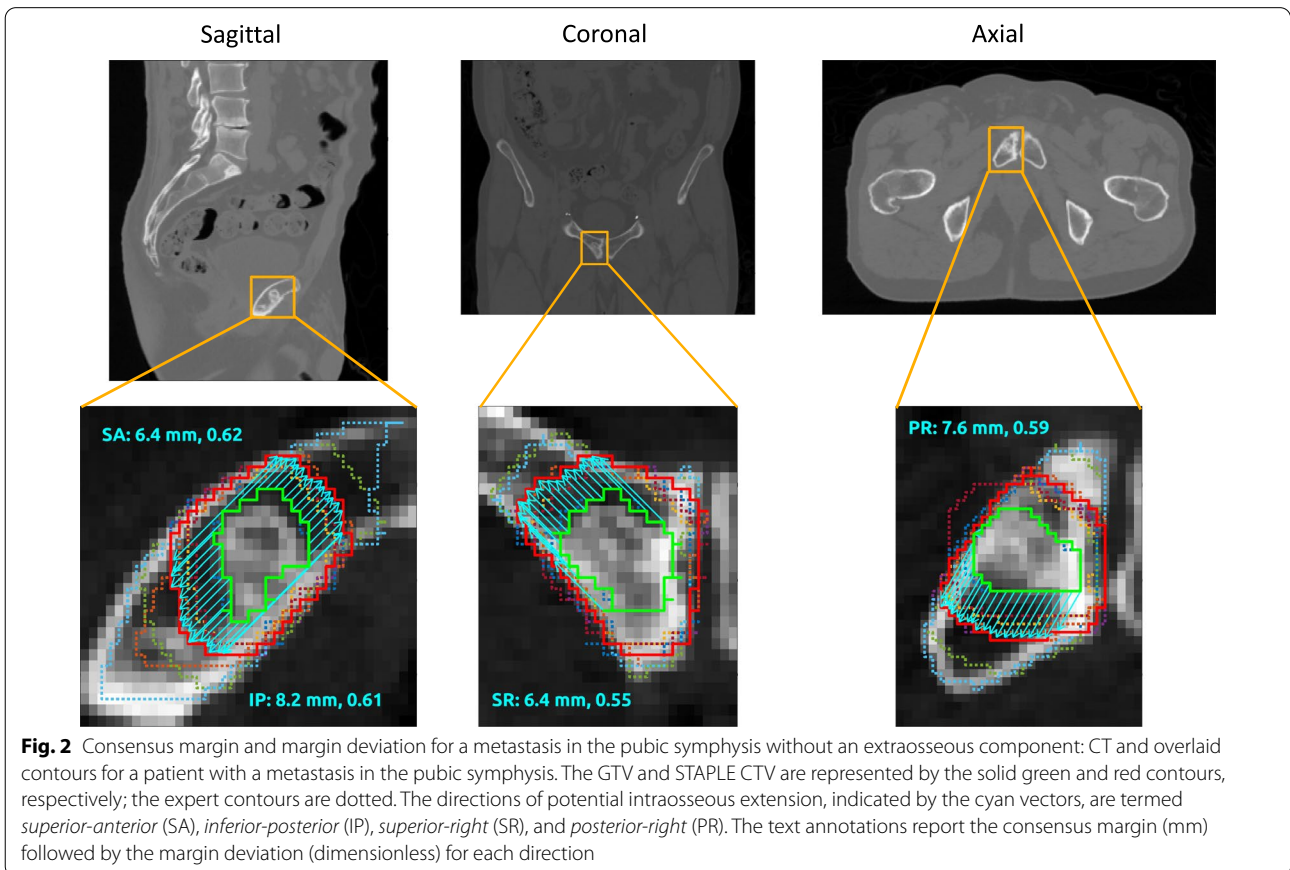 Sagittal
Coronal
Axial
SA: 6.4 mm, 0.62
IP: 8.2 mm, 0.61
SR: 6.4 mm, 0.55
PR: 7.6 mm, 0.59
Fig. 2 Consensus margin and margin deviation for a metastasis in the pubic symphysis without an extraosseous component: CT and overlaid
contours for a patient with a metastasis in the pubic symphysis. The GTV and STAPLE CTV are represented by the solid green and red contours,
respectively; the expert contours are dotted. The directions of potential intraosseous extension, indicated by the cyan vectors, are termed
superior-anterior (SA), inferior-posterior (IP), superior-right (SR), and posterior-right (PR). The text annotations report the consensus margin (mm)
followed by the margin deviation (dimensionless) for each direction